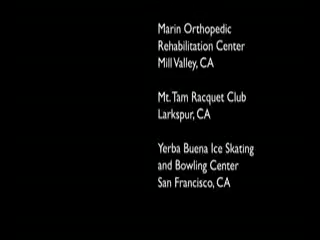 Marin Orthopedic
Rehabilitation Center
Mill Valley, CA
Mt. Tam Racquet Club
Larkspur, CA
Yerba Buena Ice Skating
and Bowling Center
San Francisco, CA